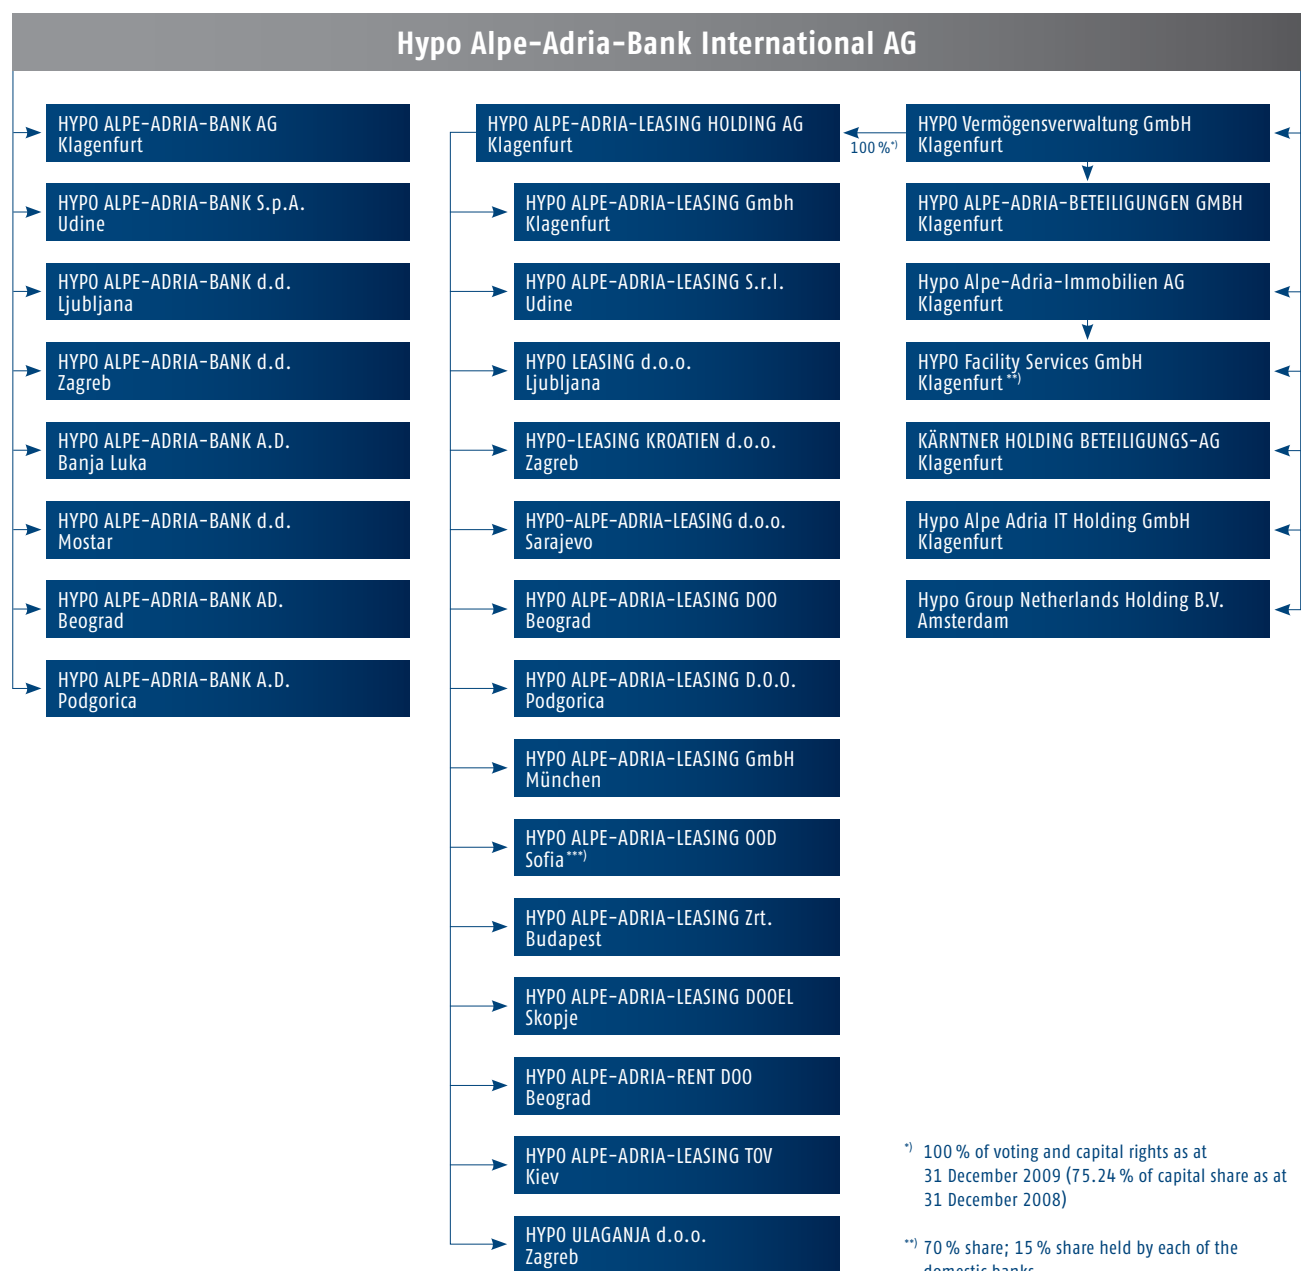 Hypo Alpe-Adria-Bank International AG
HYPO ALPE-ADRIA-BANK AG
Klagenfurt
HYPO ALPE-ADRIA-BANK S.p.A.
Udine
HYPO ALPE-ADRIA-BANK d.d.
Ljubljana
HYPO ALPE-ADRIA-BANK d.d.
Zagreb
HYPO ALPE-ADRIA-BANK A.D.
Banja Luka
HYPO ALPE-ADRIA-BANK d.d.
Mostar
HYPO ALPE-ADRIA-BANK AD.
Beograd
HYPO ALPE-ADRIA-BANK A.D.
Podgorica
HYPO ALPE-ADRIA-LEASING HOLDING AG
Klagenfurt
100 %*)
HYPO ALPE-ADRIA-LEASING Gmbh
Klagenfurt
HYPO ALPE-ADRIA-LEASING S.r.l.
Udine
HYPO LEASING d.o.o.
Ljubljana
HYPO-LEASING KROATIEN d.o.o.
Zagreb
HYPO-ALPE-ADRIA-LEASING d.o.o.
Sarajevo
HYPO ALPE-ADRIA-LEASING DOO
Beograd
HYPO ALPE-ADRIA-LEASING D.O.O.
Podgorica
HYPO ALPE-ADRIA-LEASING GmbH
München
HYPO ALPE-ADRIA-LEASING OOD
Sofia ***)
HYPO ALPE-ADRIA-LEASING Zrt.
Budapest
HYPO ALPE-ADRIA-LEASING DOOEL
Skopje
HYPO ALPE-ADRIA-RENT DOO
Beograd
HYPO ALPE-ADRIA-LEASING TOV
Kiev
HYPO ULAGANJA d.o.o.
Zagreb
HYPO Vermögensverwaltung GmbH
Klagenfurt
HYPO ALPE-ADRIA-BETEILIGUNGEN GMBH
Klagenfurt
Hypo Alpe-Adria-Immobilien AG
Klagenfurt
HYPO Facility Services GmbH
Klagenfurt **)
KÄRNTNER HOLDING BETEILIGUNGS-AG
Klagenfurt
Hypo Alpe Adria IT Holding GmbH
Klagenfurt
Hypo Group Netherlands Holding B.V.
Amsterdam
*) 100 % of voting and capital rights as at
31 December 2009 (75.24 % of capital share as at
31 December 2008)
**) 70 % share; 15 % share held by each of the
domestic banks